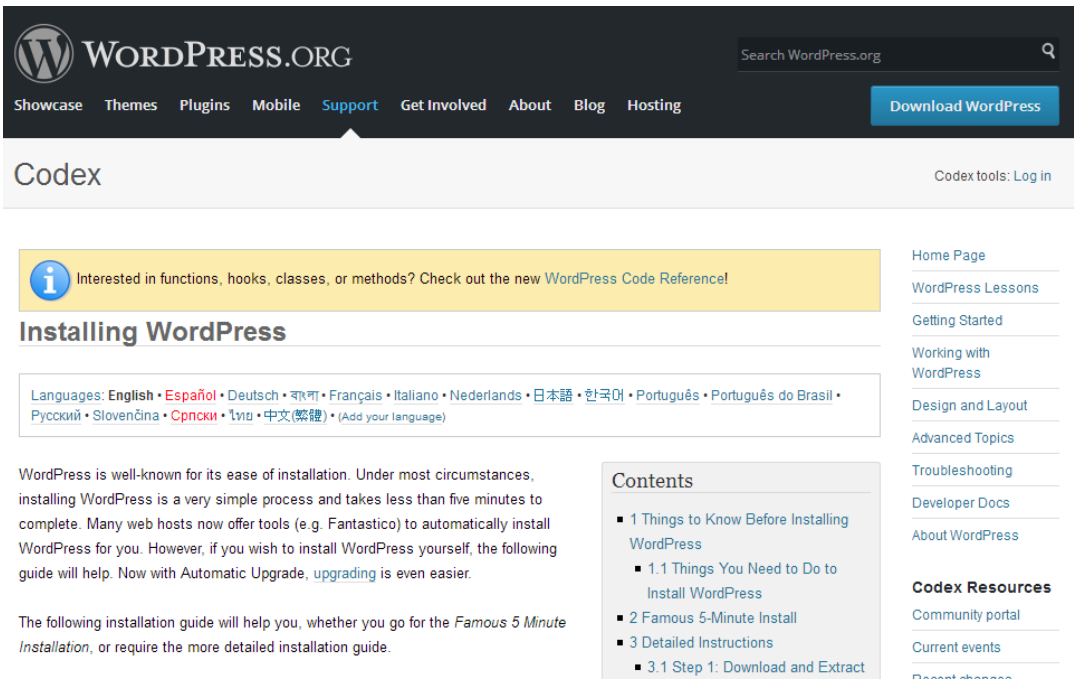 WORDPRESS.ORG
Search WordPress.org
Showcase Themes Plugins Mobile Support Get Involved About Blog Hosting
Download WordPress
Codex
Codex tools: Log in
Interested in functions, hooks, classes, or methods? Check out the new WordPress Code Reference!
Installing WordPress
Languages: English • Español • Deutsch • বাংলা • Français • Italiano • Nederlands • 日本語 • 한국어 • Português • Português do Brasil •
Русский • Slovenčina • Српски • ไทย • 中文(繁體) • (Add your language)
WordPress is well-known for its ease of installation. Under most circumstances,
installing WordPress is a very simple process and takes less than five minutes to
complete. Many web hosts now offer tools (e.g. Fantastico) to automatically install
WordPress for you. However, if you wish to install WordPress yourself, the following
guide will help. Now with Automatic Upgrade, upgrading is even easier.
The following installation guide will help you, whether you go for the Famous 5 Minute
Installation, or require the more detailed installation guide.
Contents
1 Things to Know Before Installing
WordPress
1.1 Things You Need to Do to
Install WordPress
2 Famous 5-Minute Install
3 Detailed Instructions
3.1 Step 1: Download and Extract
Home Page
WordPress Lessons
Getting Started
Working with
WordPress
Design and Layout
Advanced Topics
Troubleshooting
Developer Docs
About WordPress
Codex Resources
Community portal
Current events
Recent changes